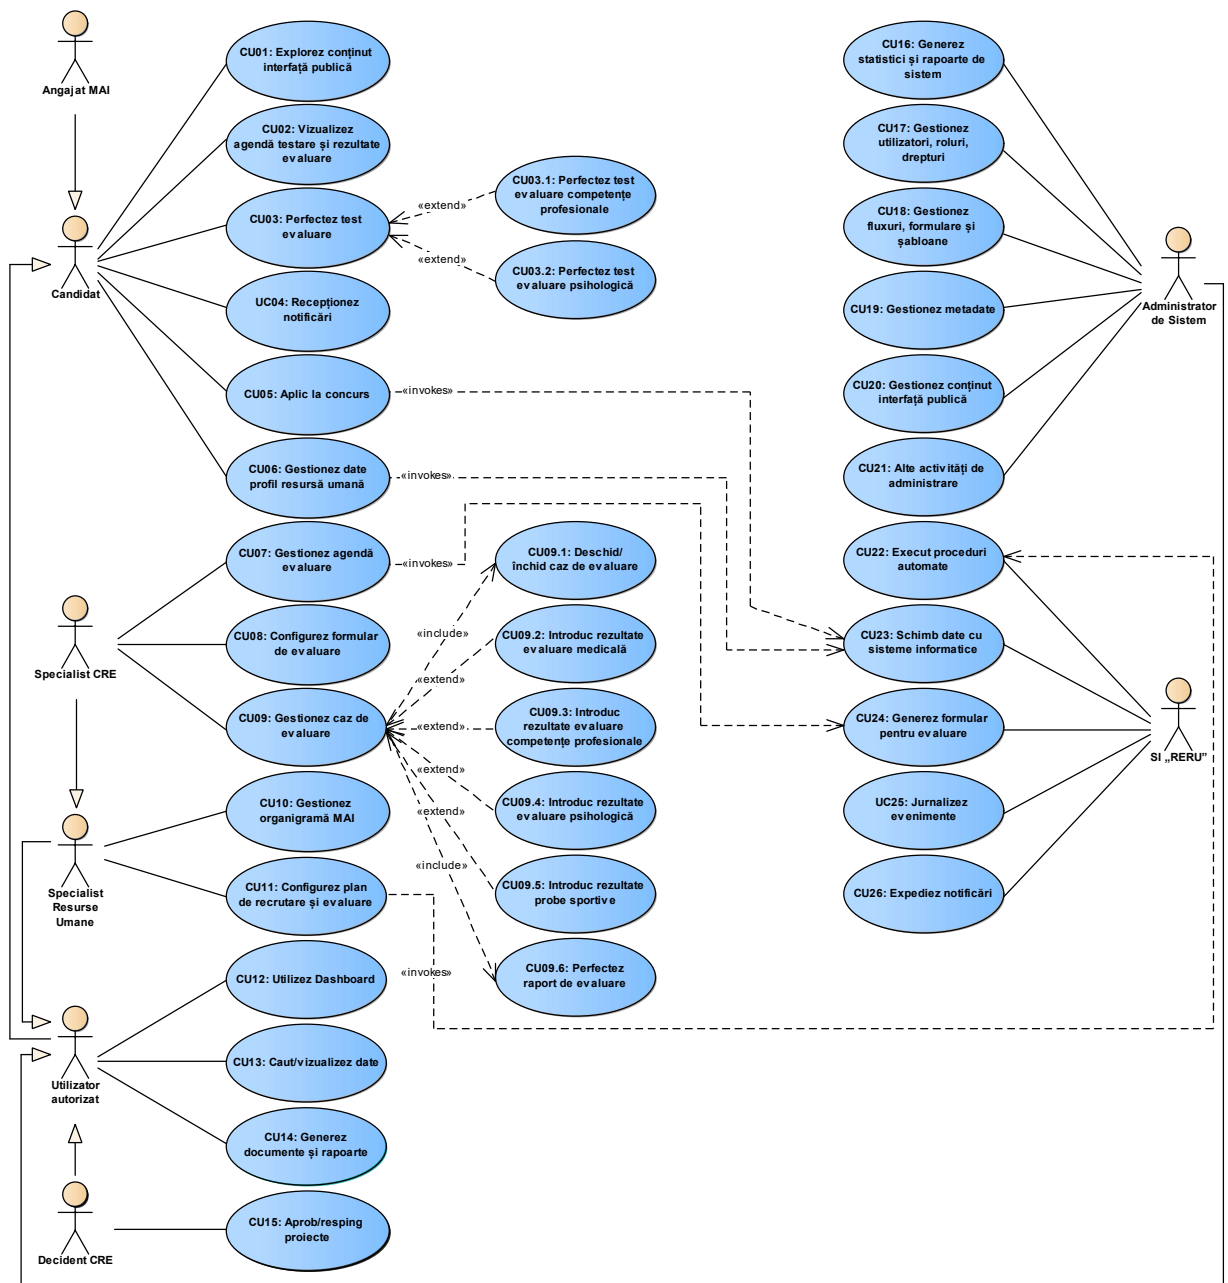 Angajat MAI
Candidat
Specialist CRE
Specialist
Resurse
Umane
Utilizator
autorizat
Decident CRE
CU01: Explorez conținut
interfață publică
CU02: Vizualizez
agendă testare și rezultate
evaluare
CU03: Perfectez test
evaluare
UC04: Recepționez
notificări
CU05: Aplic la concurs
CU06: Gestionez date
profil resursă umană
CU07: Gestionez agendă
evaluare
CU08: Configurez formular
de evaluare
CU09: Gestionez caz de
evaluare
CU10: Gestionez
organigramă MAI
CU11: Configurez plan
de recrutare și evaluare
CU12: Utilizez Dashboard
CU13: Caut/vizualizez date
CU14: Generez
documente și rapoarte
CU15: Aprob/resping
proiecte
«extend»
«extend»
«invokes»
«invokes»
«invokes»
«include»
«extend»
«extend»
«extend»
«extend»
«include»
«invokes»
CU03.1: Perfectez test
evaluare competențe
profesionale
CU03.2: Perfectez test
evaluare psihologică
CU09.1: Deschid/
închid caz de evaluare
CU09.2: Introduc rezultate
evaluare medicală
CU09.3: Introduc
rezultate evaluare
competențe profesionale
CU09.4: Introduc rezultate
evaluare psihologică
CU09.5: Introduc rezultate
probe sportive
CU09.6: Perfectez
raport de evaluare
CU16: Generez
statistici și rapoarte de
sistem
CU17: Gestionez
utilizatori, roluri,
drepturi
CU18: Gestionez
fluxuri, formulare și
șabloane
CU19: Gestionez metadate
CU20: Gestionez conținut
interfață publică
CU21: Alte activități de
administrare
CU22: Execut proceduri
automate
CU23: Schimb date cu
sisteme informatice
CU24: Generez formular
pentru evaluare
UC25: Jurnalizez
evenimente
CU26: Expediez notificări
Administrator
de Sistem
SI „RERU”